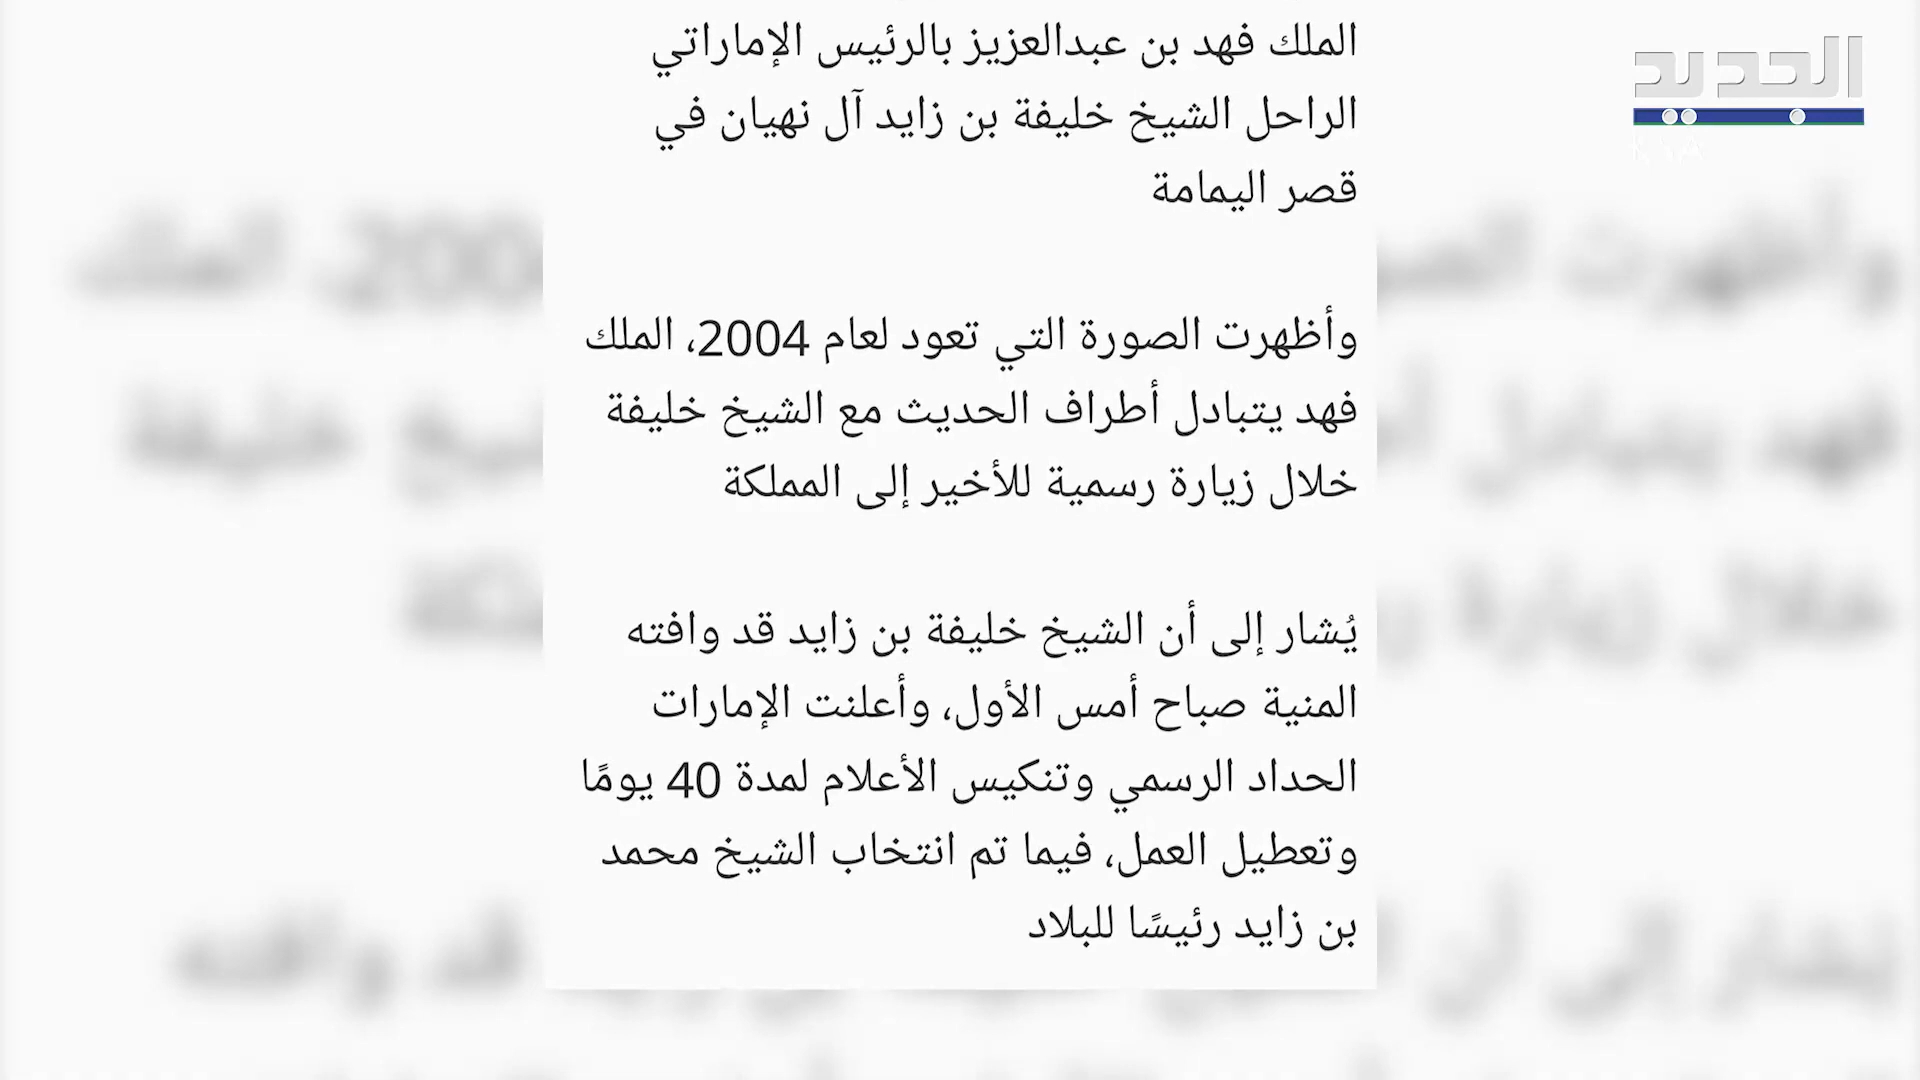 الملك فهد بن عبدالعزيز بالرئيس الإماراتي
الراحل الشيخ خليفة بن زايد آل نهيان في
قصر اليمامة
وأظهرت الصورة التي تعود لعام 2004، الملك
فهد يتبادل أطراف الحديث مع الشيخ خليفة
خلال زيارة رسمية للأخير إلى المملكة
يُشار إلى أن الشيخ خليفة بن زايد قد وافته
المنية صباح أمس الأول، وأعلنت الإمارات
الحداد الرسمي وتنكيس الأعلام لمدة 40 يومًا
وتعطيل العمل، فيما تم انتخاب الشيخ محمد
بن زايد رئيسًا للبلاد
الجديد